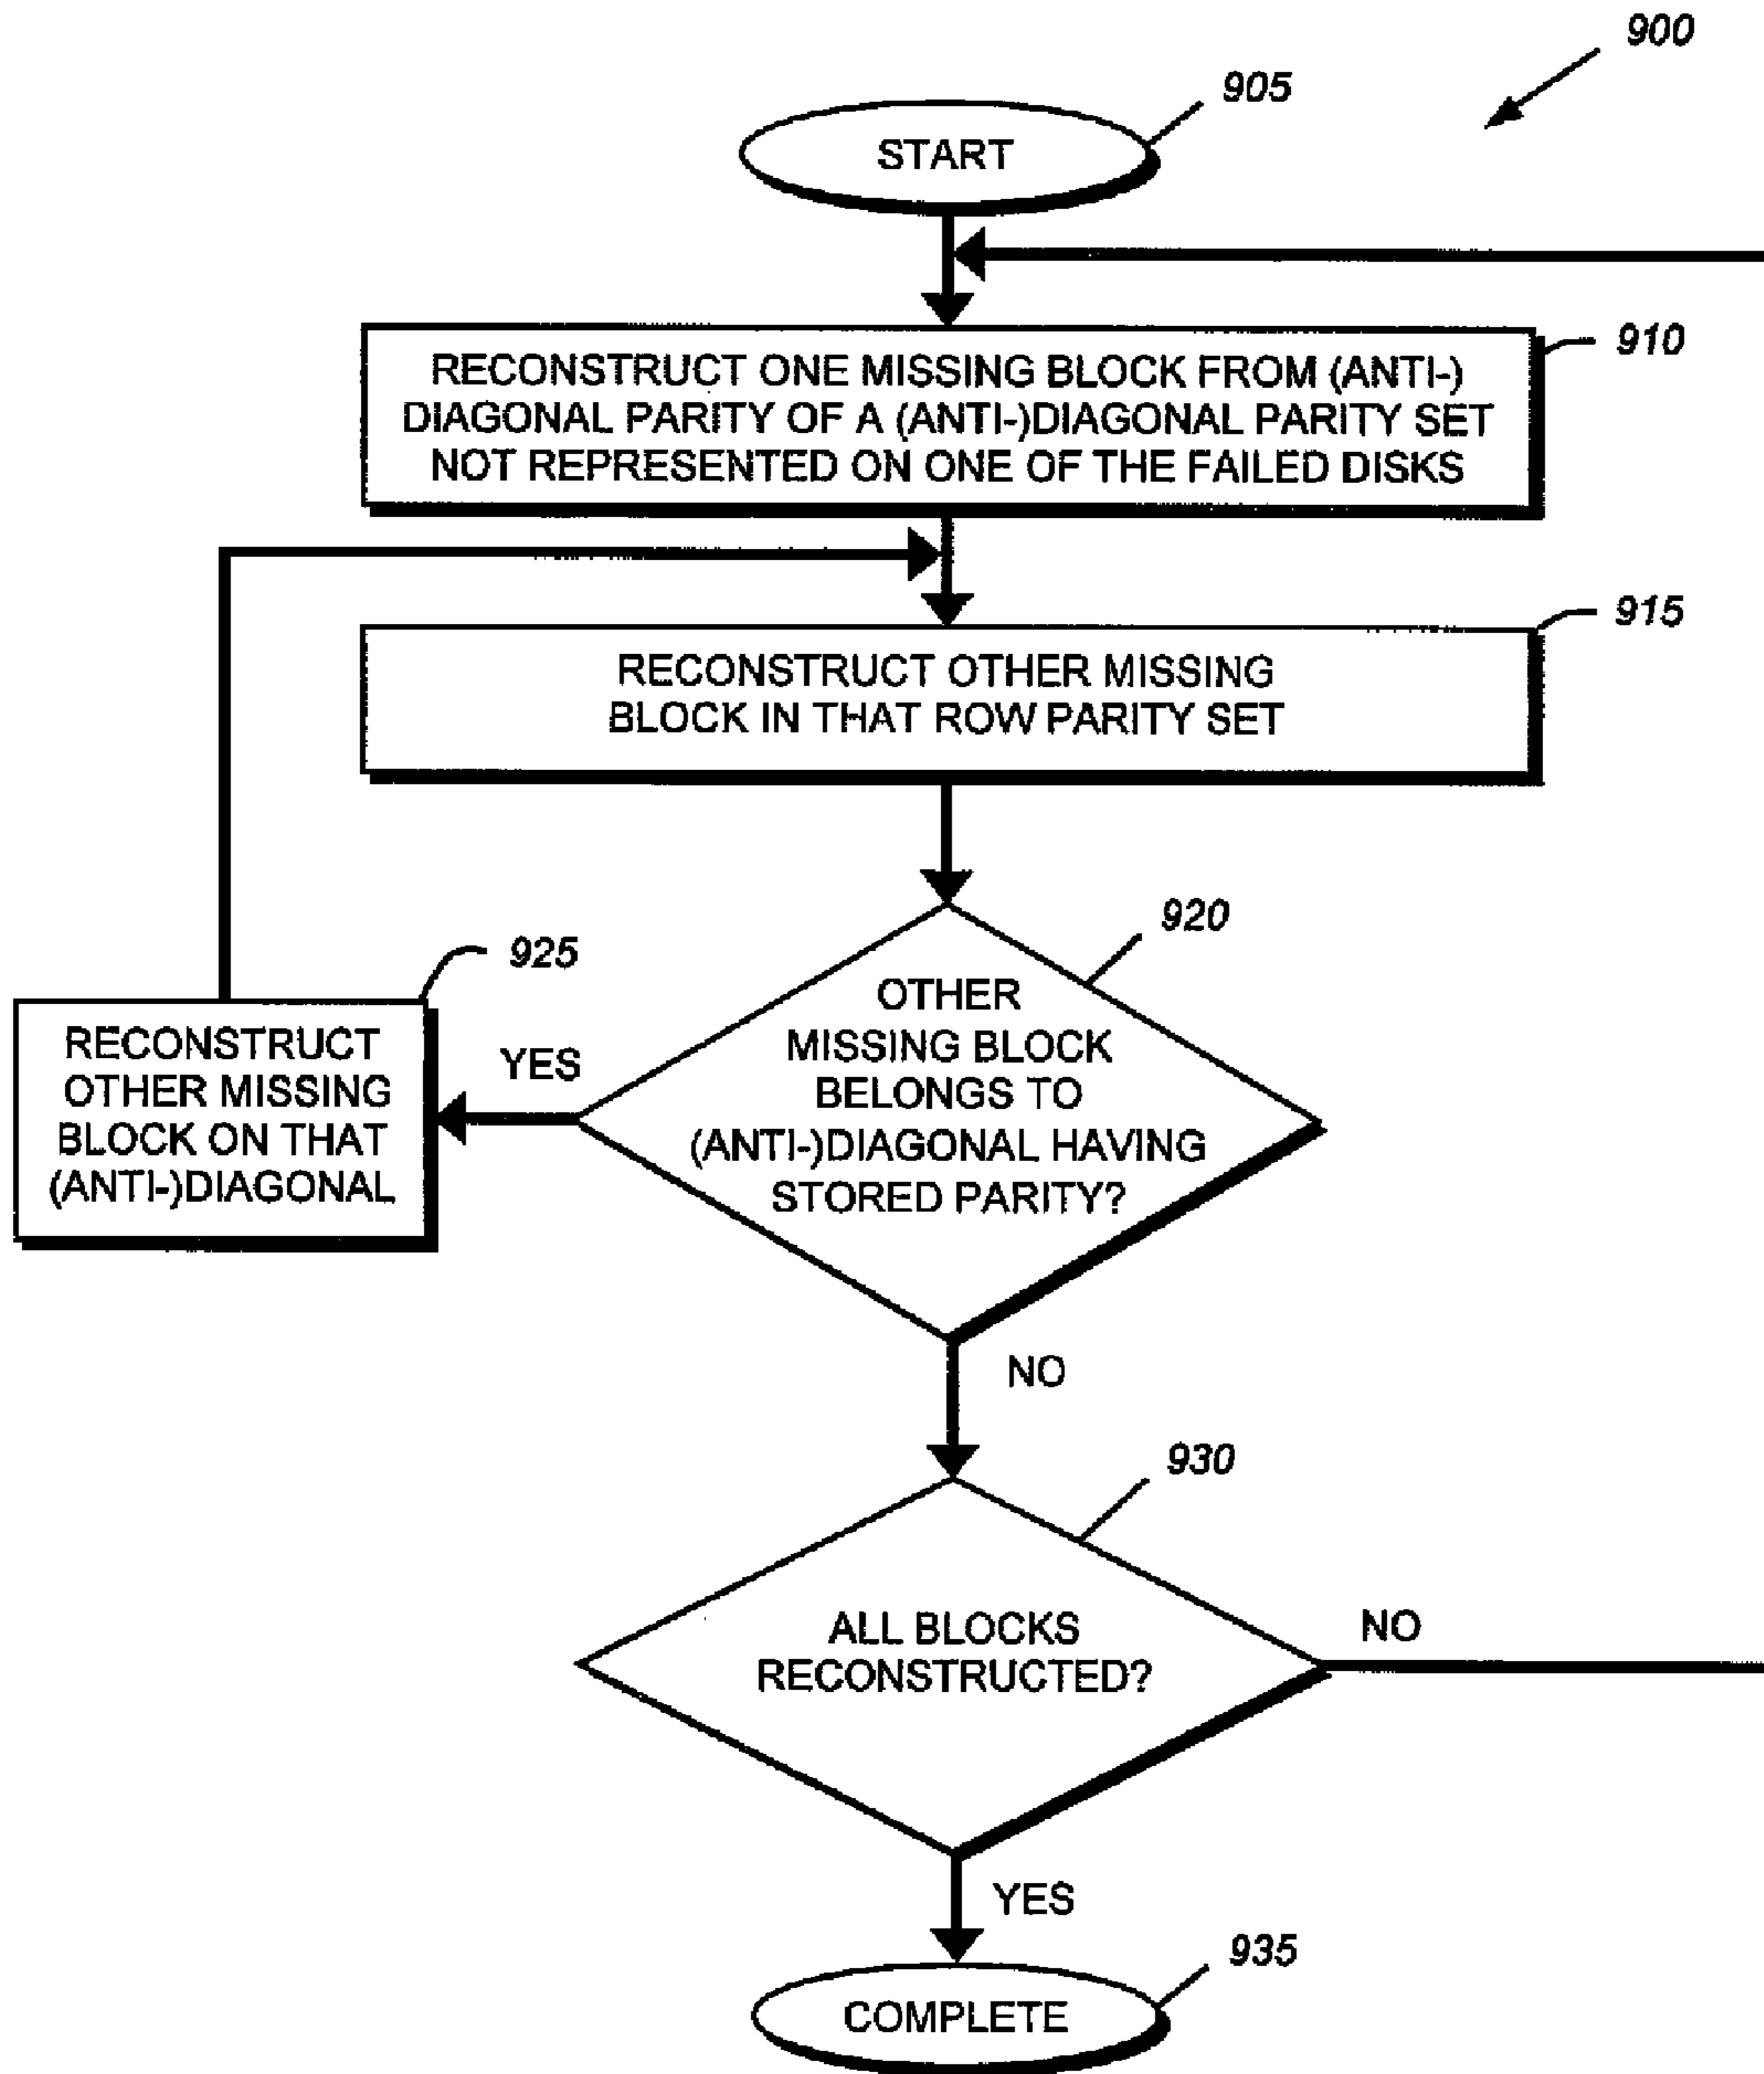 900
905
START
910
RECONSTRUCT ONE MISSING BLOCK FROM (ANTI-)
DIAGONAL PARITY OF A (ANTI-)DIAGONAL PARITY SET
NOT REPRESENTED ON ONE OF THE FAILED DISKS
915
RECONSTRUCT OTHER MISSING
BLOCK IN THAT ROW PARITY SET
920
OTHER
MISSING BLOCK
BELONGS TO
(ANTI-)DIAGONAL HAVING
STORED PARITY?
YES
925
RECONSTRUCT
OTHER MISSING
BLOCK ON THAT
(ANTI-)DIAGONAL
NO
930
ALL BLOCKS
RECONSTRUCTED?
NO
YES
935
COMPLETE